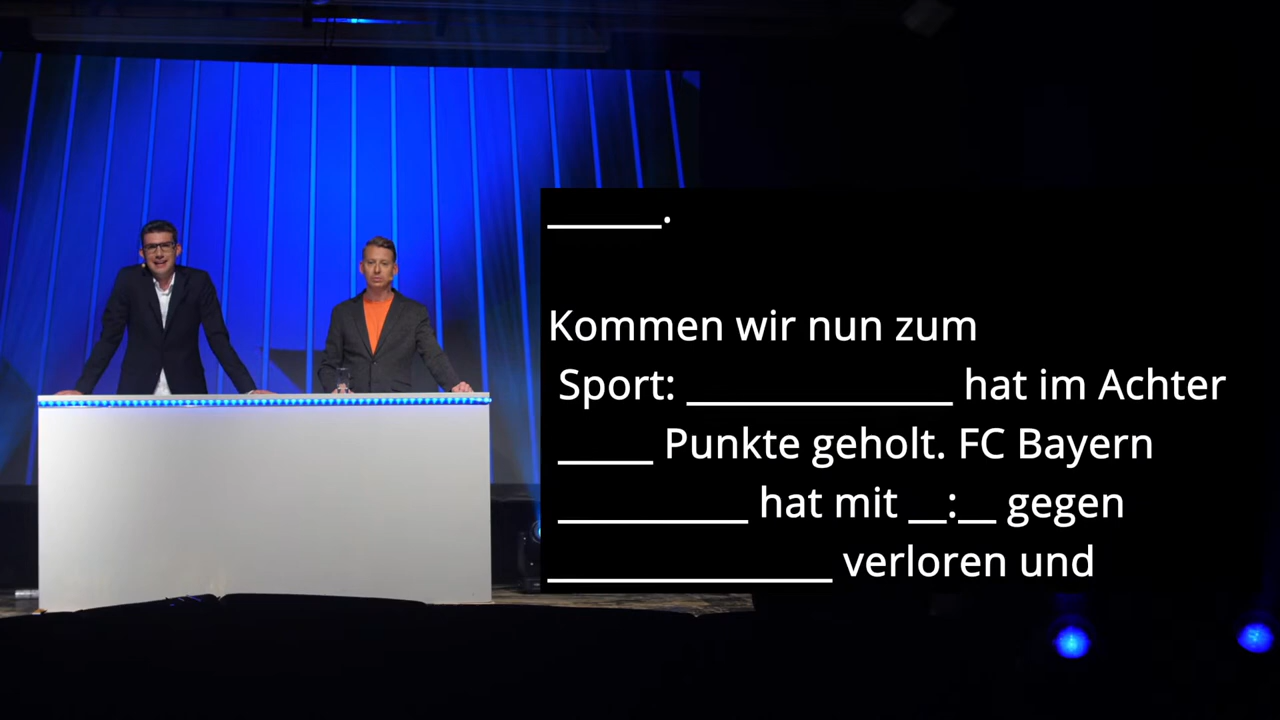 ______.
Kommen wir nun zum
Sport: ______________ hat im Achter
_____ Punkte geholt. FC Bayern
__________ hat mit __:__ gegen
_______________ verloren und